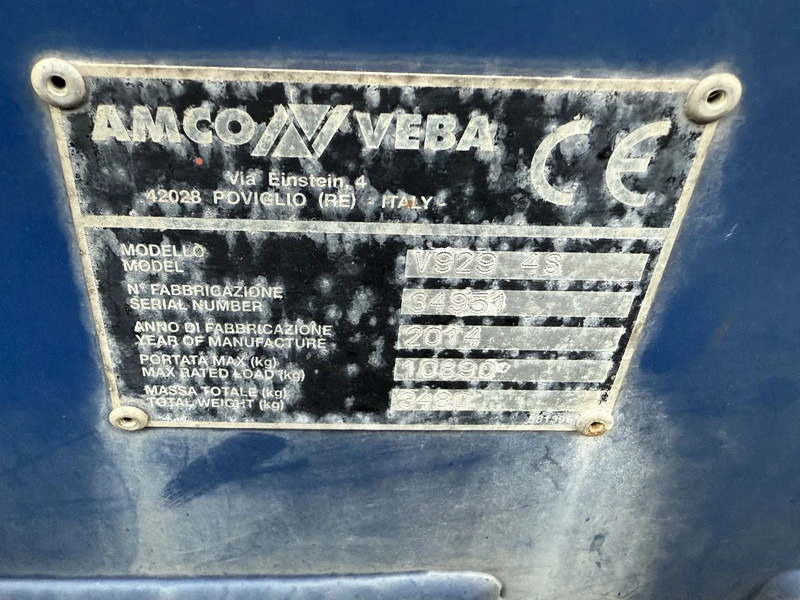 AMCO VEBA CE
Via Einstein, 4
42028 POVIGLIO (RE) - ITALY -
MODELLO
MODEL V929 4S
N° FABBRICAZIONE
SERIAL NUMBER 34951
ANNO DI FABBRICAZIONE
YEAR OF MANUFACTURE 2014
PORTATA MAX (kg)
MAX RATED LOAD (kg) 10890
MASSA TOTALE (kg)
TOTAL WEIGHT (kg)